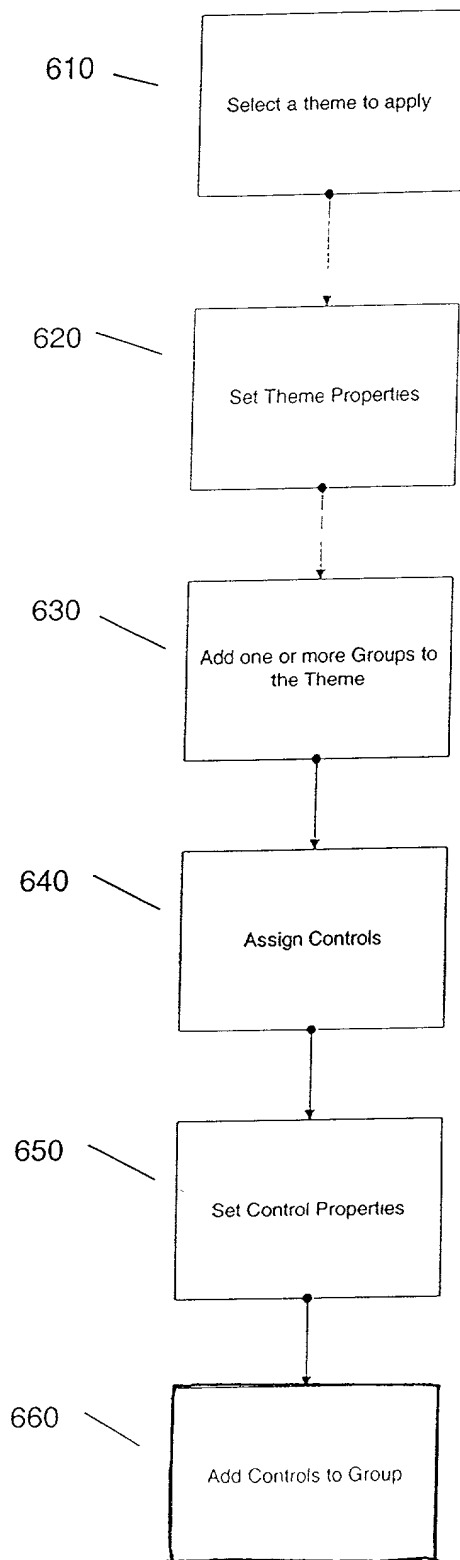 610
Select a theme to apply
620
Set Theme Properties
630
Add one or more Groups to
the Theme
640
Assign Controls
650
Set Control Properties
660
Add Controls to Group